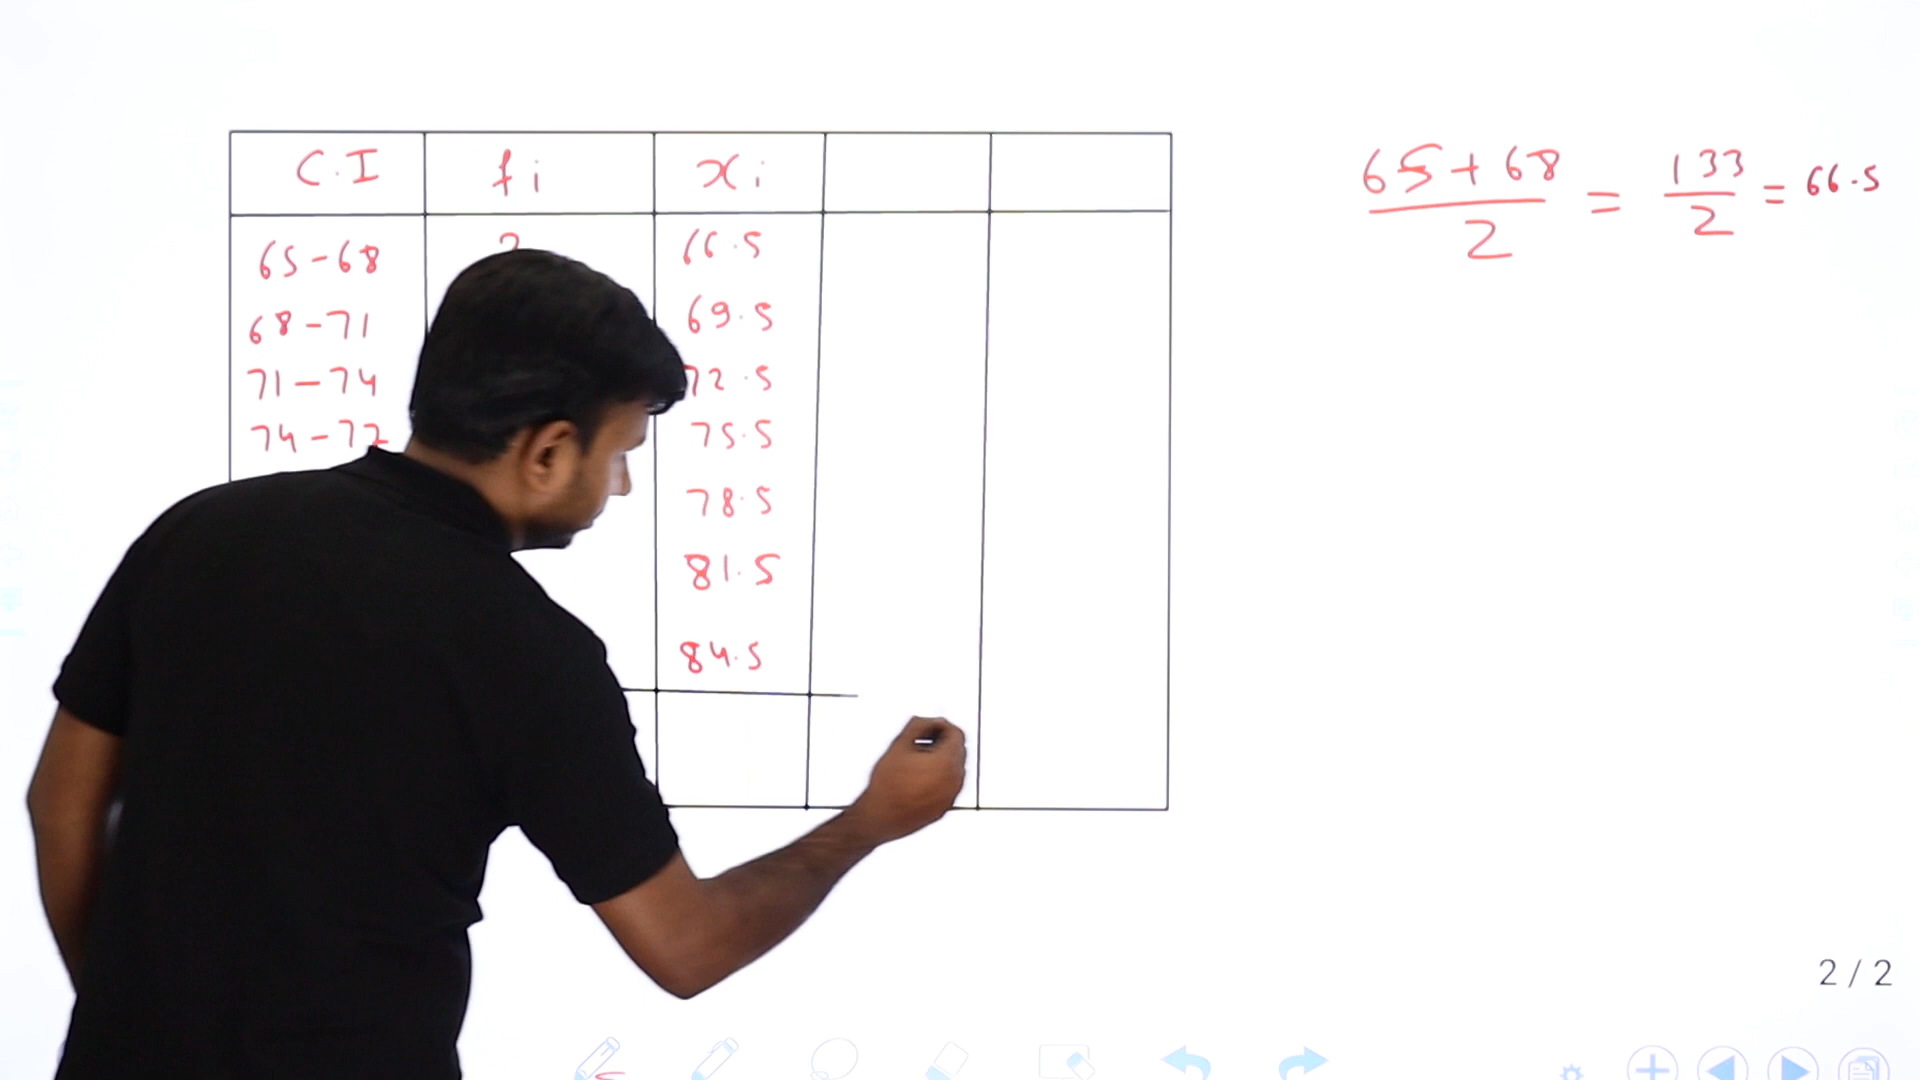 C.I fi xi
65-68 66.5
68-71 69.5
71-74 72.5
74-77 75.5
78.5
81.5
84.5
65+68/2 = 133/2 = 66.5
2 / 2